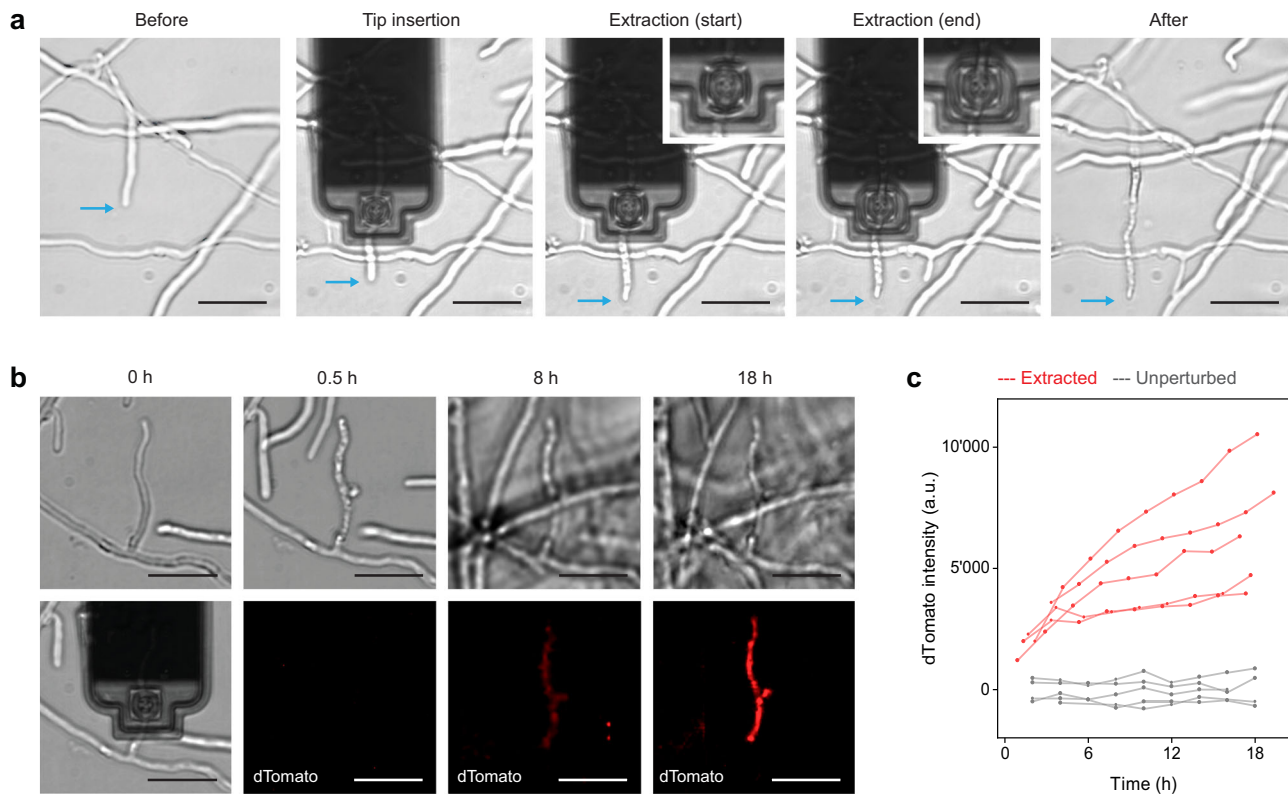 a
Before
Tip insertion
Extraction (start)
Extraction (end)
After
b
0 h
0.5 h
8 h
18 h
dTomato
dTomato
dTomato
c
--- Extracted
--- Unperturbed
dTomato intensity (a.u.)
10'000
5'000
0
0
6
12
18
Time (h)